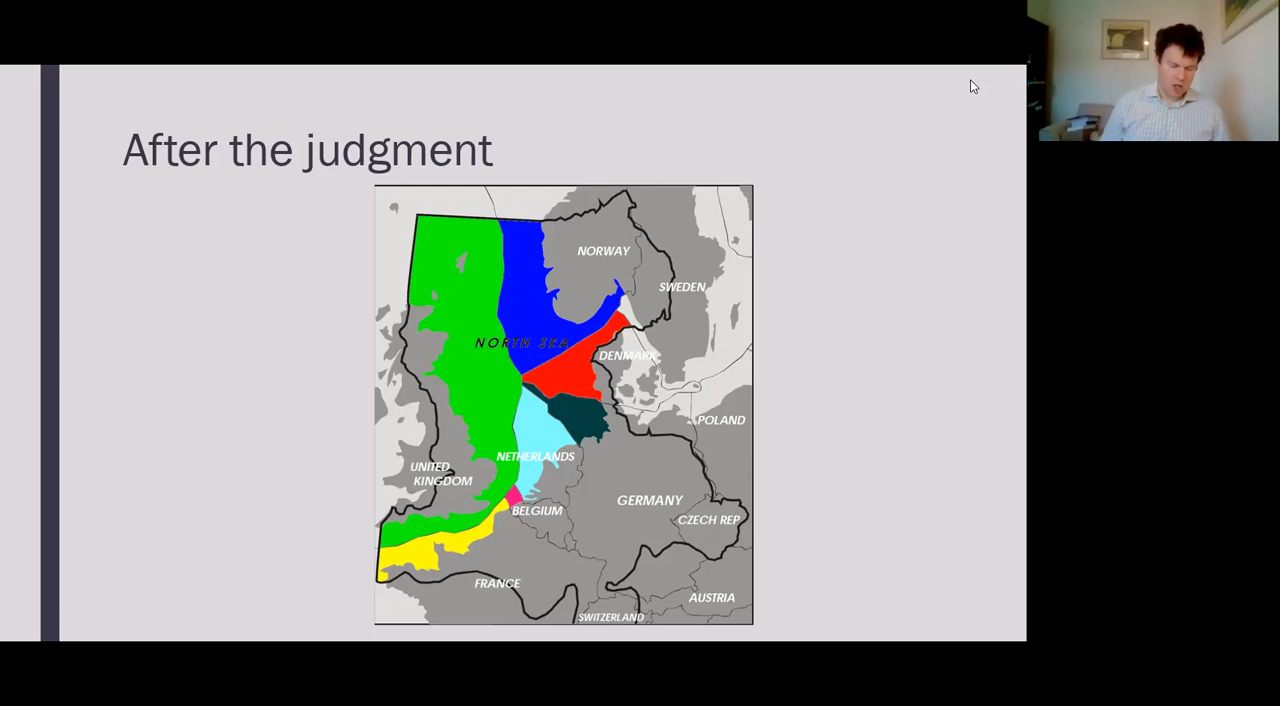 After the judgment
NORWAY
SWEDEN
NORTH SEA
DENMARK
POLAND
NETHERLANDS
UNITED
KINGDOM
GERMANY
BELGIUM
CZECH REP
FRANCE
AUSTRIA
SWITZERLAND